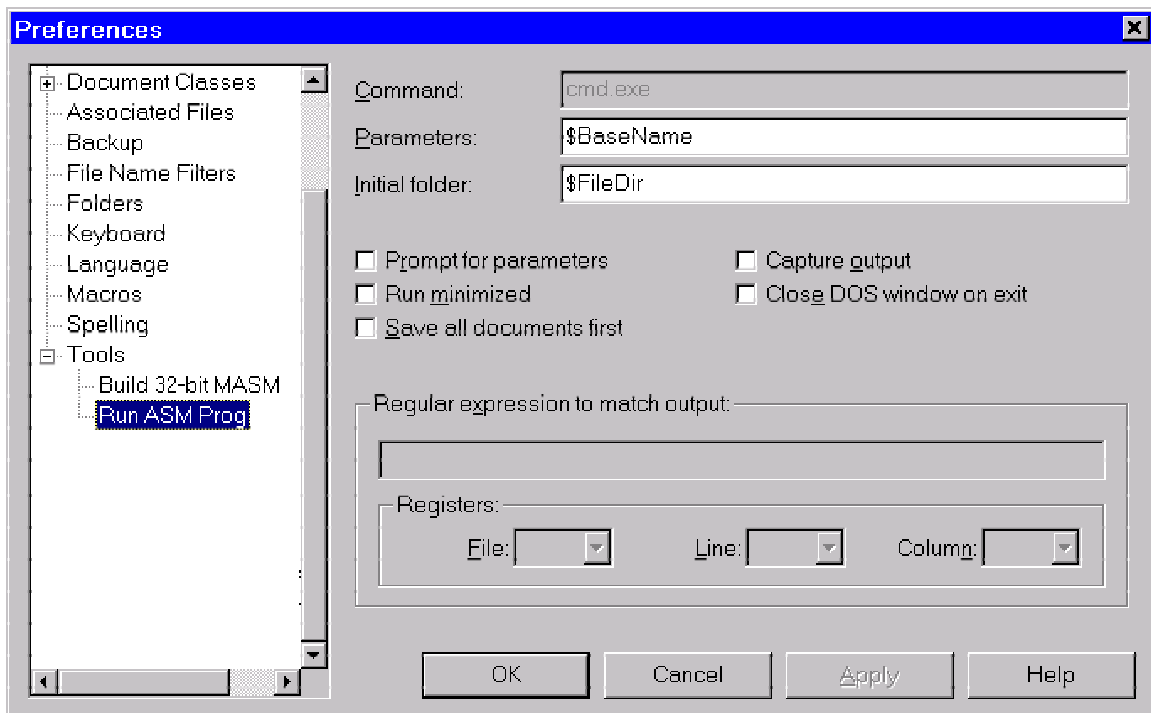 Preferences
Document Classes
Associated Files
Backup
File Name Filters
Folders
Keyboard
Language
Macros
Spelling
Tools
Build 32-bit MASM
Run ASM Prog
Command: cmd.exe
Parameters: $BaseName
Initial folder: $FileDir
Prompt for parameters
Capture output
Run minimized
Close DOS window on exit
Save all documents first
Regular expression to match output:
Registers:
File: Line: Column:
OK Cancel Apply Help